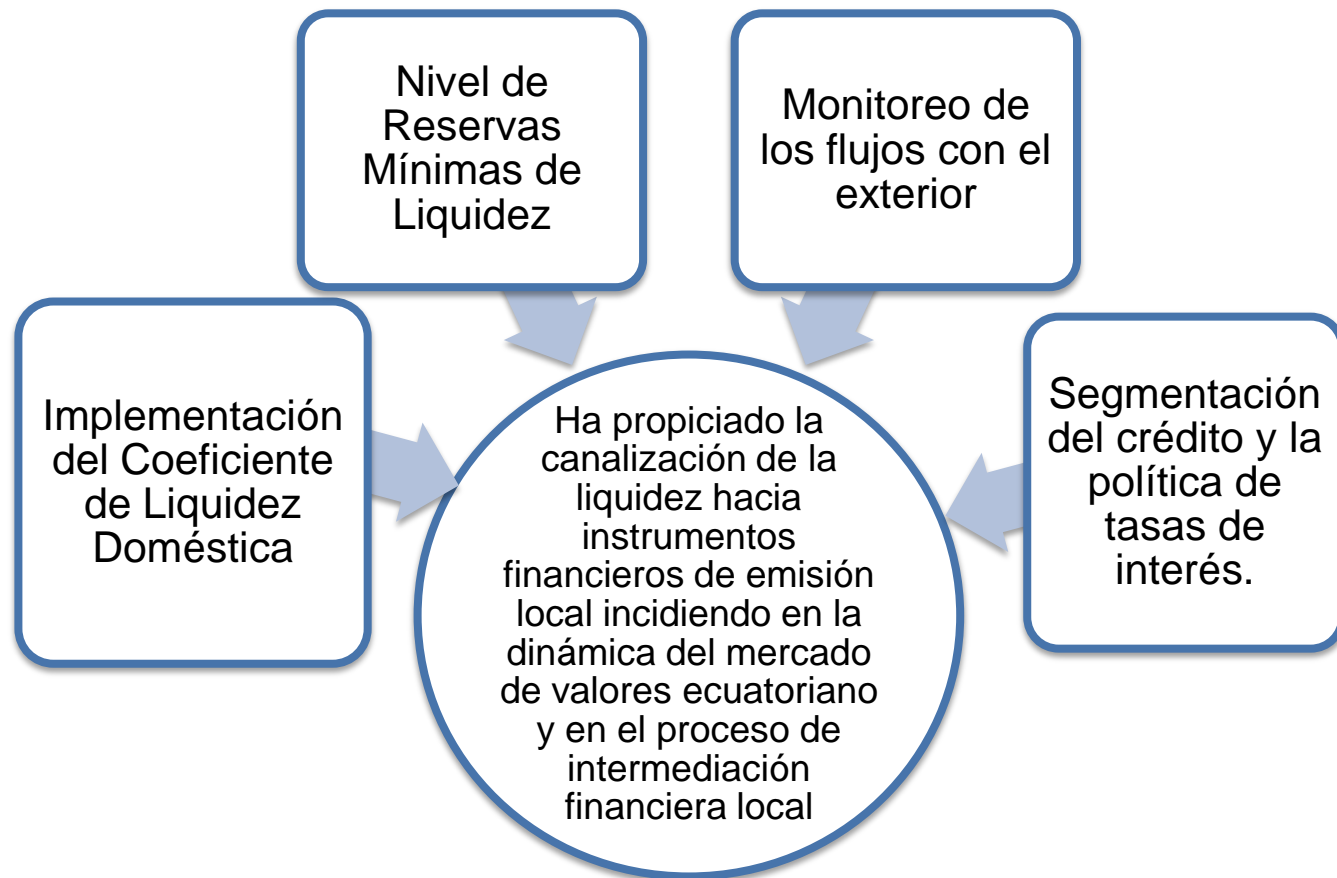 Nivel de
Reservas
Mínimas de
Liquidez
Monitoreo de
los flujos con el
exterior
Implementación
del Coeficiente
de Liquidez
Doméstica
Segmentación
del crédito y la
política de
tasas de
interés.
Ha propiciado la
canalización de la
liquidez hacia
instrumentos
financieros de emisión
local incidiendo en la
dinámica del mercado
de valores ecuatoriano
y en el proceso de
intermediación
financiera local